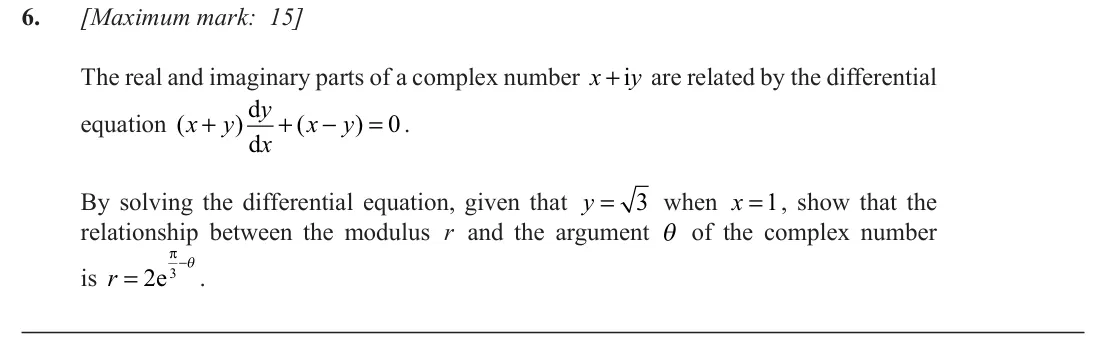 6. [Maximum mark: 15]
The real and imaginary parts of a complex number x + iy are related by the differential
equation (x + y) dy/dx + (x − y) = 0 .
By solving the differential equation, given that y = √3 when x = 1, show that the
relationship between the modulus r and the argument θ of the complex number
is r = 2e^(π/3 − θ) .